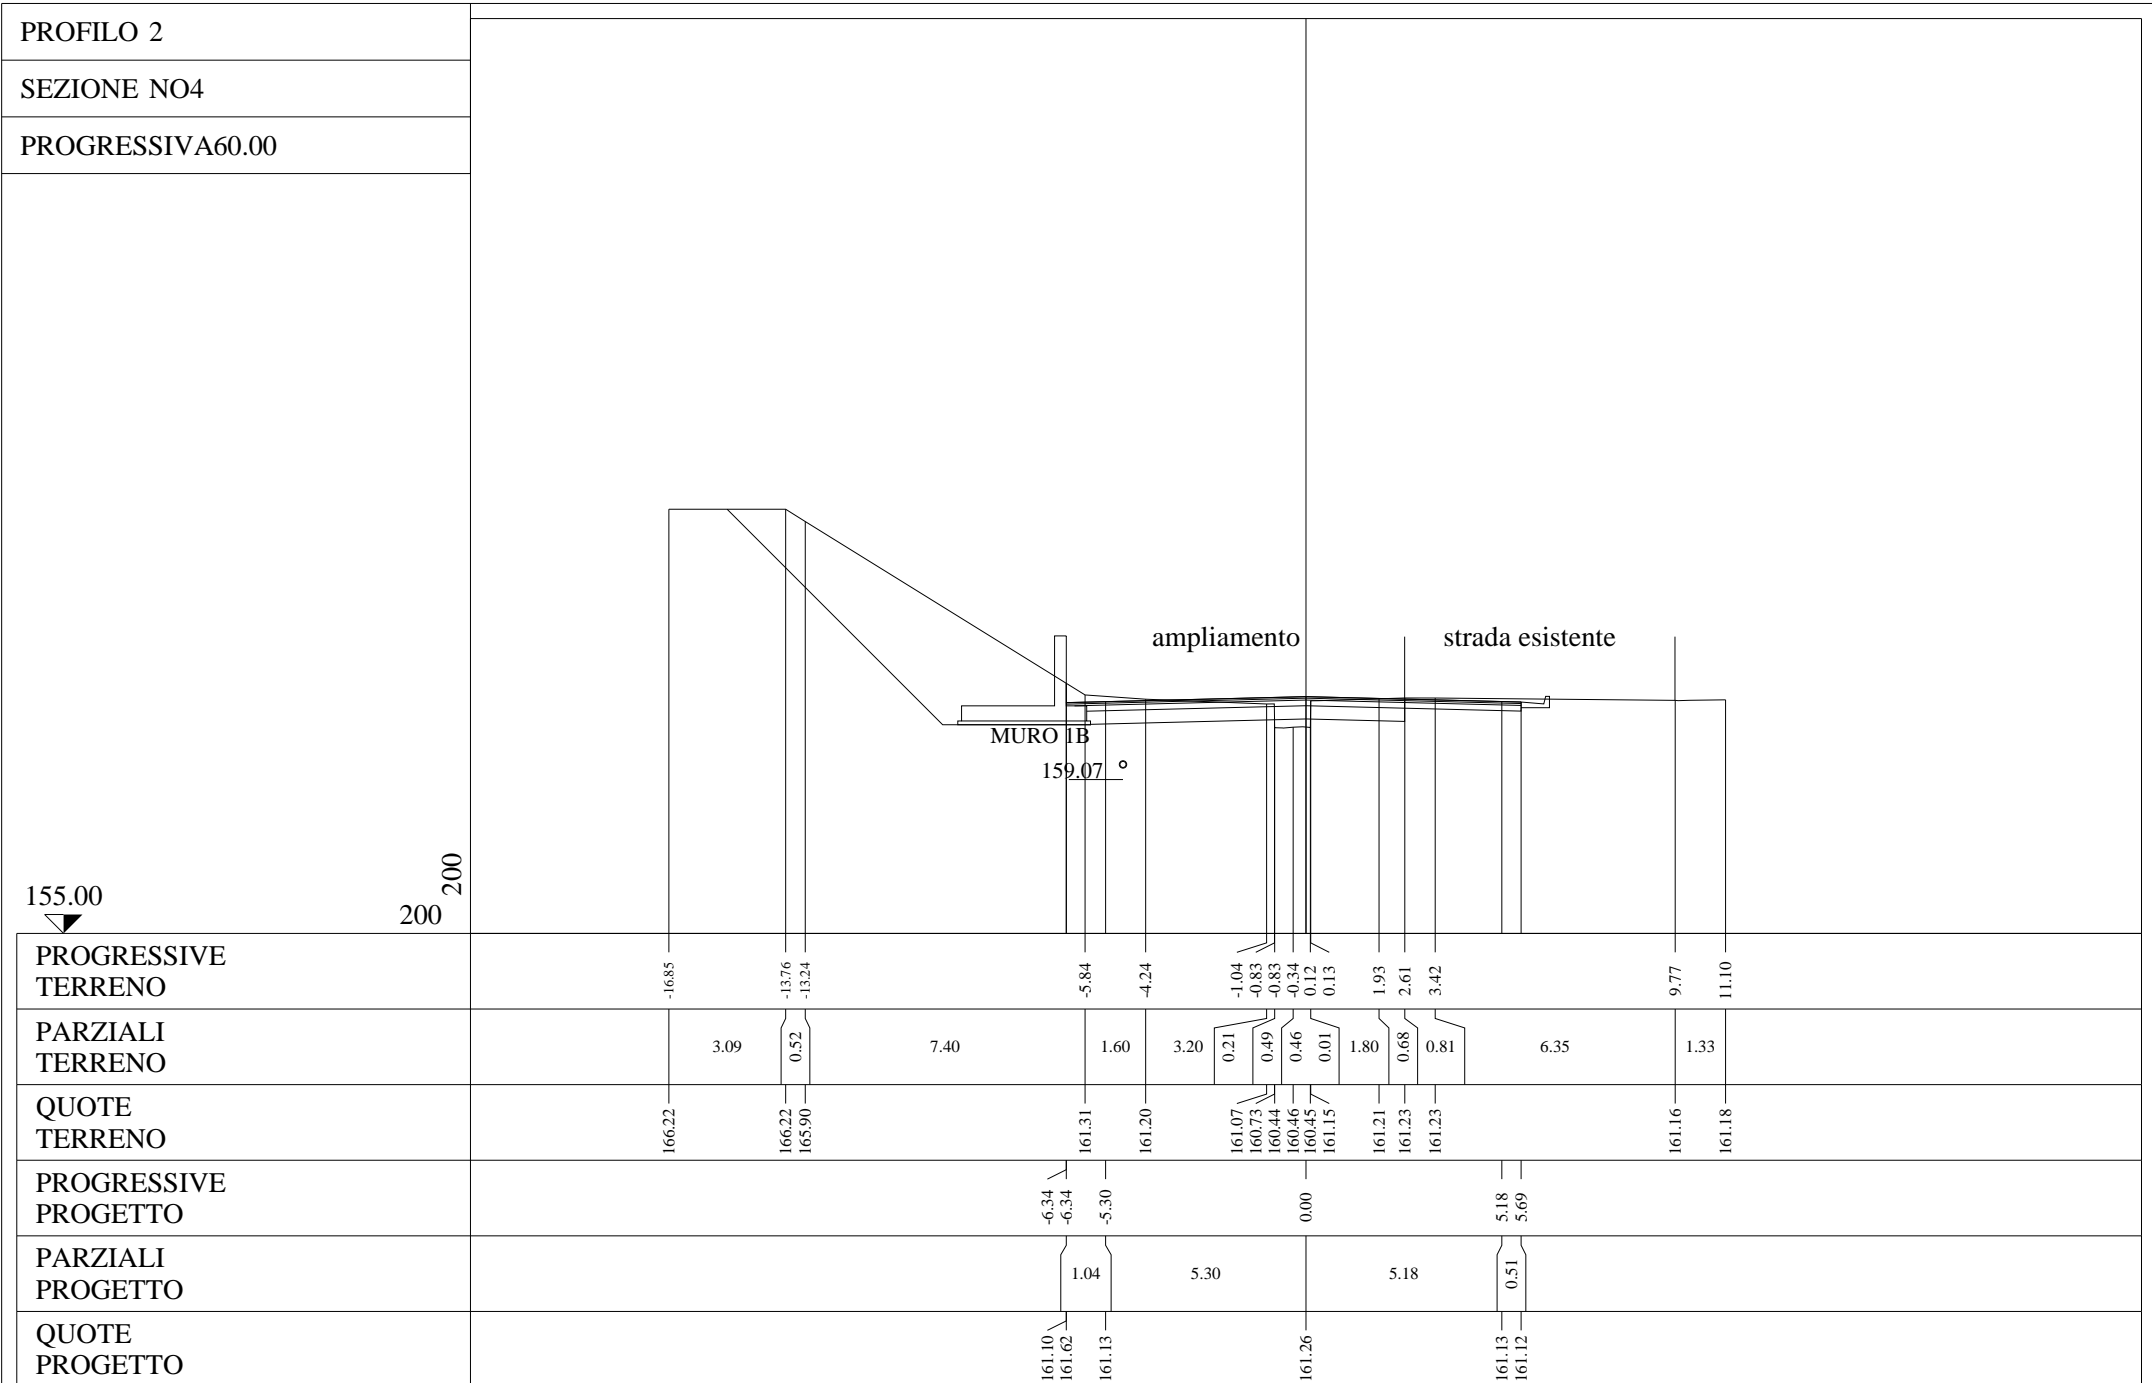 PROFILO 2
SEZIONE NO4
PROGRESSIVA60.00
ampliamento
strada esistente
MURO 1B
159.07
155.00
200
200
PROGRESSIVE
TERRENO
-16.85 -13.76 -13.24 -5.84 -4.24 -1.04 -0.83 -0.83 -0.34 0.12 0.13 1.93 2.61 3.42 9.77 11.10
PARZIALI
TERRENO
3.09 0.52 7.40 1.60 3.20 0.21 0.49 0.46 0.01 1.80 0.68 0.81 6.35 1.33
QUOTE
TERRENO
166.22 166.22 165.90 161.31 161.20 161.07 160.73 160.44 160.46 160.45 161.15 161.21 161.23 161.23 161.16 161.18
PROGRESSIVE
PROGETTO
-6.34 -6.34 -5.30 0.00 5.18 5.69
PARZIALI
PROGETTO
1.04 5.30 5.18 0.51
QUOTE
PROGETTO
161.10 161.62 161.13 161.26 161.13 161.12